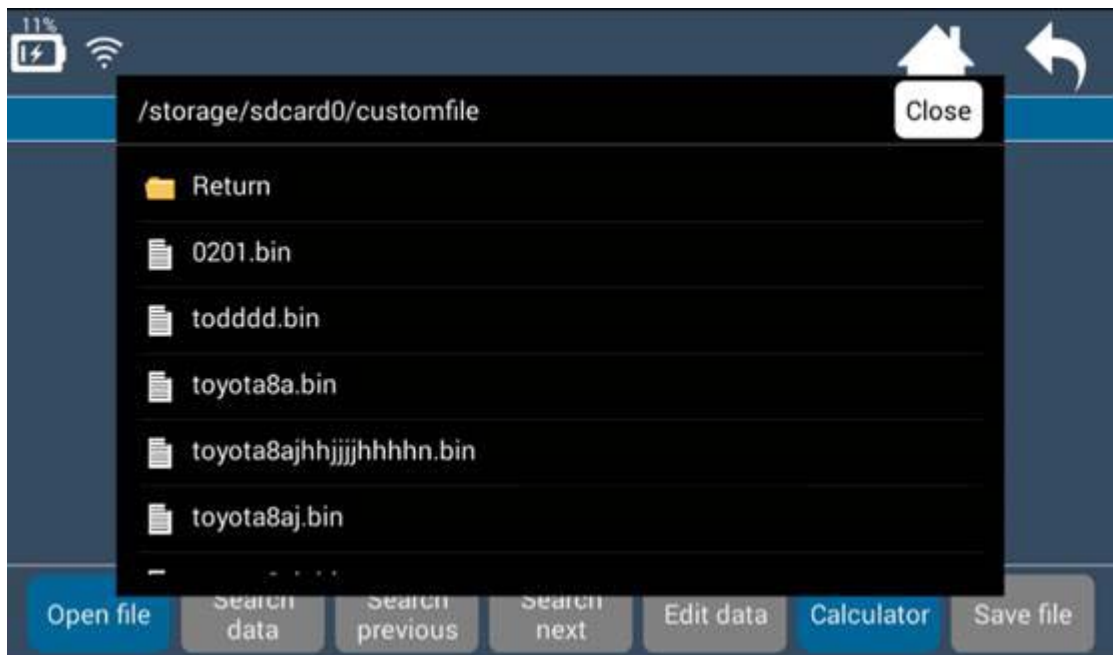 11%
/storage/sdcard0/customfile
Close
Return
0201.bin
todddd.bin
toyota8a.bin
toyota8ajhhjjjjhhhhn.bin
toyota8aj.bin
Open file
Search data
Search previous
Search next
Edit data
Calculator
Save file